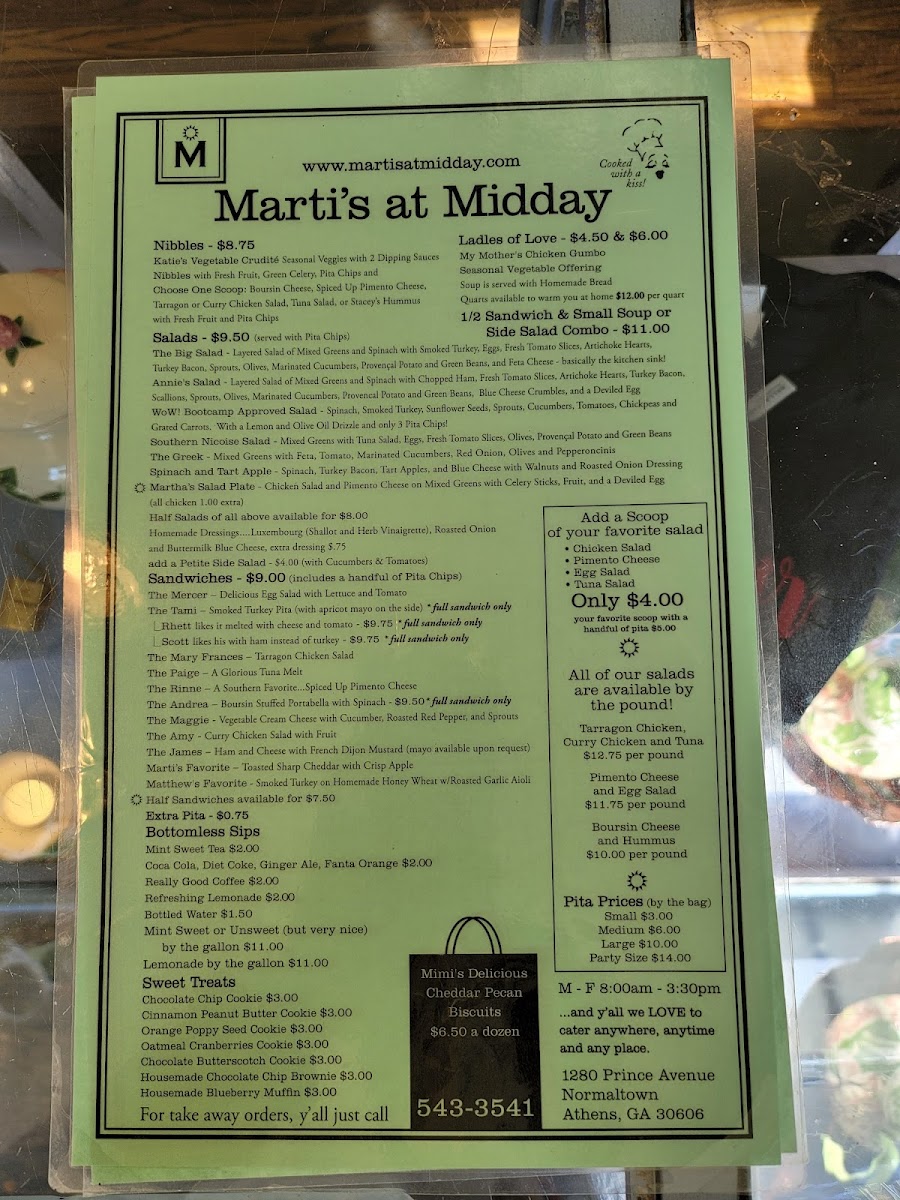 M
www.martisatmidday.com
Cooked
with a
kiss!
Marti's at Midday
Nibbles - $8.75
Katie's Vegetable Crudité Seasonal Veggies with 2 Dipping Sauces
Nibbles with Fresh Fruit, Green Celery, Pita Chips and
Choose One Scoop: Boursin Cheese, Spiced Up Pimento Cheese,
Tarragon or Curry Chicken Salad, Tuna Salad, or Stacey's Hummus
with Fresh Fruit and Pita Chips
Ladles of Love - $4.50 & $6.00
My Mother's Chicken Gumbo
Seasonal Vegetable Offering
Soup is served with Homemade Bread
Quarts available to warm you at home $12.00 per quart
1/2 Sandwich & Small Soup or
Side Salad Combo - $11.00
Salads - $9.50 (served with Pita Chips)
The Big Salad - Layered Salad of Mixed Greens and Spinach with Smoked Turkey, Eggs, Fresh Tomato Slices, Artichoke Hearts,
Turkey Bacon, Sprouts, Olives, Marinated Cucumbers, Provençal Potato and Green Beans, and Feta Cheese - basically the kitchen sink!
Annie's Salad - Layered Salad of Mixed Greens and Spinach with Chopped Ham, Fresh Tomato Slices, Artichoke Hearts, Turkey Bacon,
Scallions, Sprouts, Olives, Marinated Cucumbers, Provencal Potato and Green Beans, Blue Cheese Crumbles, and a Deviled Egg
WoW! Bootcamp Approved Salad - Spinach, Smoked Turkey, Sunflower Seeds, Sprouts, Cucumbers, Tomatoes, Chickpeas and
Grated Carrots, With a Lemon and Olive Oil Drizzle and only 3 Pita Chips!
Southern Nicoise Salad - Mixed Greens with Tuna Salad, Eggs, Fresh Tomato Slices, Olives, Provençal Potato and Green Beans
The Greek - Mixed Greens with Feta, Tomato, Marinated Cucumbers, Red Onion, Olives and Pepperoncinis
Spinach and Tart Apple - Spinach, Turkey Bacon, Tart Apples, and Blue Cheese with Walnuts and Roasted Onion Dressing
Martha's Salad Plate - Chicken Salad and Pimento Cheese on Mixed Greens with Celery Sticks, Fruit, and a Deviled Egg
(all chicken 1.00 extra)
Half Salads of all above available for $8.00
Homemade Dressings....Luxembourg (Shallot and Herb Vinaigrette), Roasted Onion
and Buttermilk Blue Cheese, extra dressing $.75
add a Petite Side Salad - $4.00 (with Cucumbers & Tomatoes)
Sandwiches - $9.00 (includes a handful of Pita Chips)
The Mercer – Delicious Egg Salad with Lettuce and Tomato
The Tami – Smoked Turkey Pita (with apricot mayo on the side) *full sandwich only
Rhett likes it melted with cheese and tomato - $9.75 *full sandwich only
Scott likes his with ham instead of turkey - $9.75 *full sandwich only
The Mary Frances – Tarragon Chicken Salad
The Paige – A Glorious Tuna Melt
The Rinne – A Southern Favorite...Spiced Up Pimento Cheese
The Andrea – Boursin Stuffed Portabella with Spinach - $9.50 *full sandwich only
The Maggie - Vegetable Cream Cheese with Cucumber, Roasted Red Pepper, and Sprouts
The Amy - Curry Chicken Salad with Fruit
The James – Ham and Cheese with French Dijon Mustard (mayo available upon request)
Marti's Favorite – Toasted Sharp Cheddar with Crisp Apple
Matthew's Favorite - Smoked Turkey on Homemade Honey Wheat w/Roasted Garlic Aioli
Half Sandwiches available for $7.50
Extra Pita - $0.75
Bottomless Sips
Mint Sweet Tea $2.00
Coca Cola, Diet Coke, Ginger Ale, Fanta Orange $2.00
Really Good Coffee $2.00
Refreshing Lemonade $2.00
Bottled Water $1.50
Mint Sweet or Unsweet (but very nice)
by the gallon $11.00
Lemonade by the gallon $11.00
Sweet Treats
Chocolate Chip Cookie $3.00
Cinnamon Peanut Butter Cookie $3.00
Orange Poppy Seed Cookie $3.00
Oatmeal Cranberries Cookie $3.00
Chocolate Butterscotch Cookie $3.00
Housemade Chocolate Chip Brownie $3.00
Housemade Blueberry Muffin $3.00
For take away orders, y'all just call
Mimi's Delicious
Cheddar Pecan
Biscuits
$6.50 a dozen
543-3541
Add a Scoop
of your favorite salad
• Chicken Salad
• Pimento Cheese
• Egg Salad
• Tuna Salad
Only $4.00
your favorite scoop with a
handful of pita $5.00
All of our salads
are available by
the pound!
Tarragon Chicken,
Curry Chicken and Tuna
$12.75 per pound
Pimento Cheese
and Egg Salad
$11.75 per pound
Boursin Cheese
and Hummus
$10.00 per pound
Pita Prices (by the bag)
Small $3.00
Medium $6.00
Large $10.00
Party Size $14.00
M - F 8:00am - 3:30pm
...and y'all we LOVE to
cater anywhere, anytime
and any place.
1280 Prince Avenue
Normaltown
Athens, GA 30606